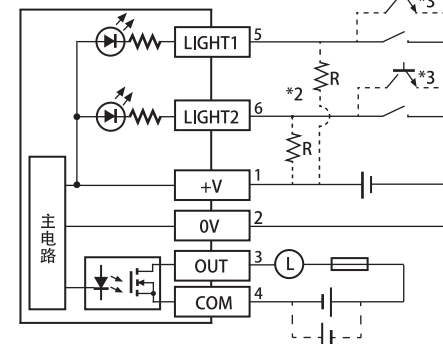 *3
LIGHT1 5
R
*2
*3
LIGHT2 6
R
+V 1
主电路
0V 2
OUT 3
L
COM 4